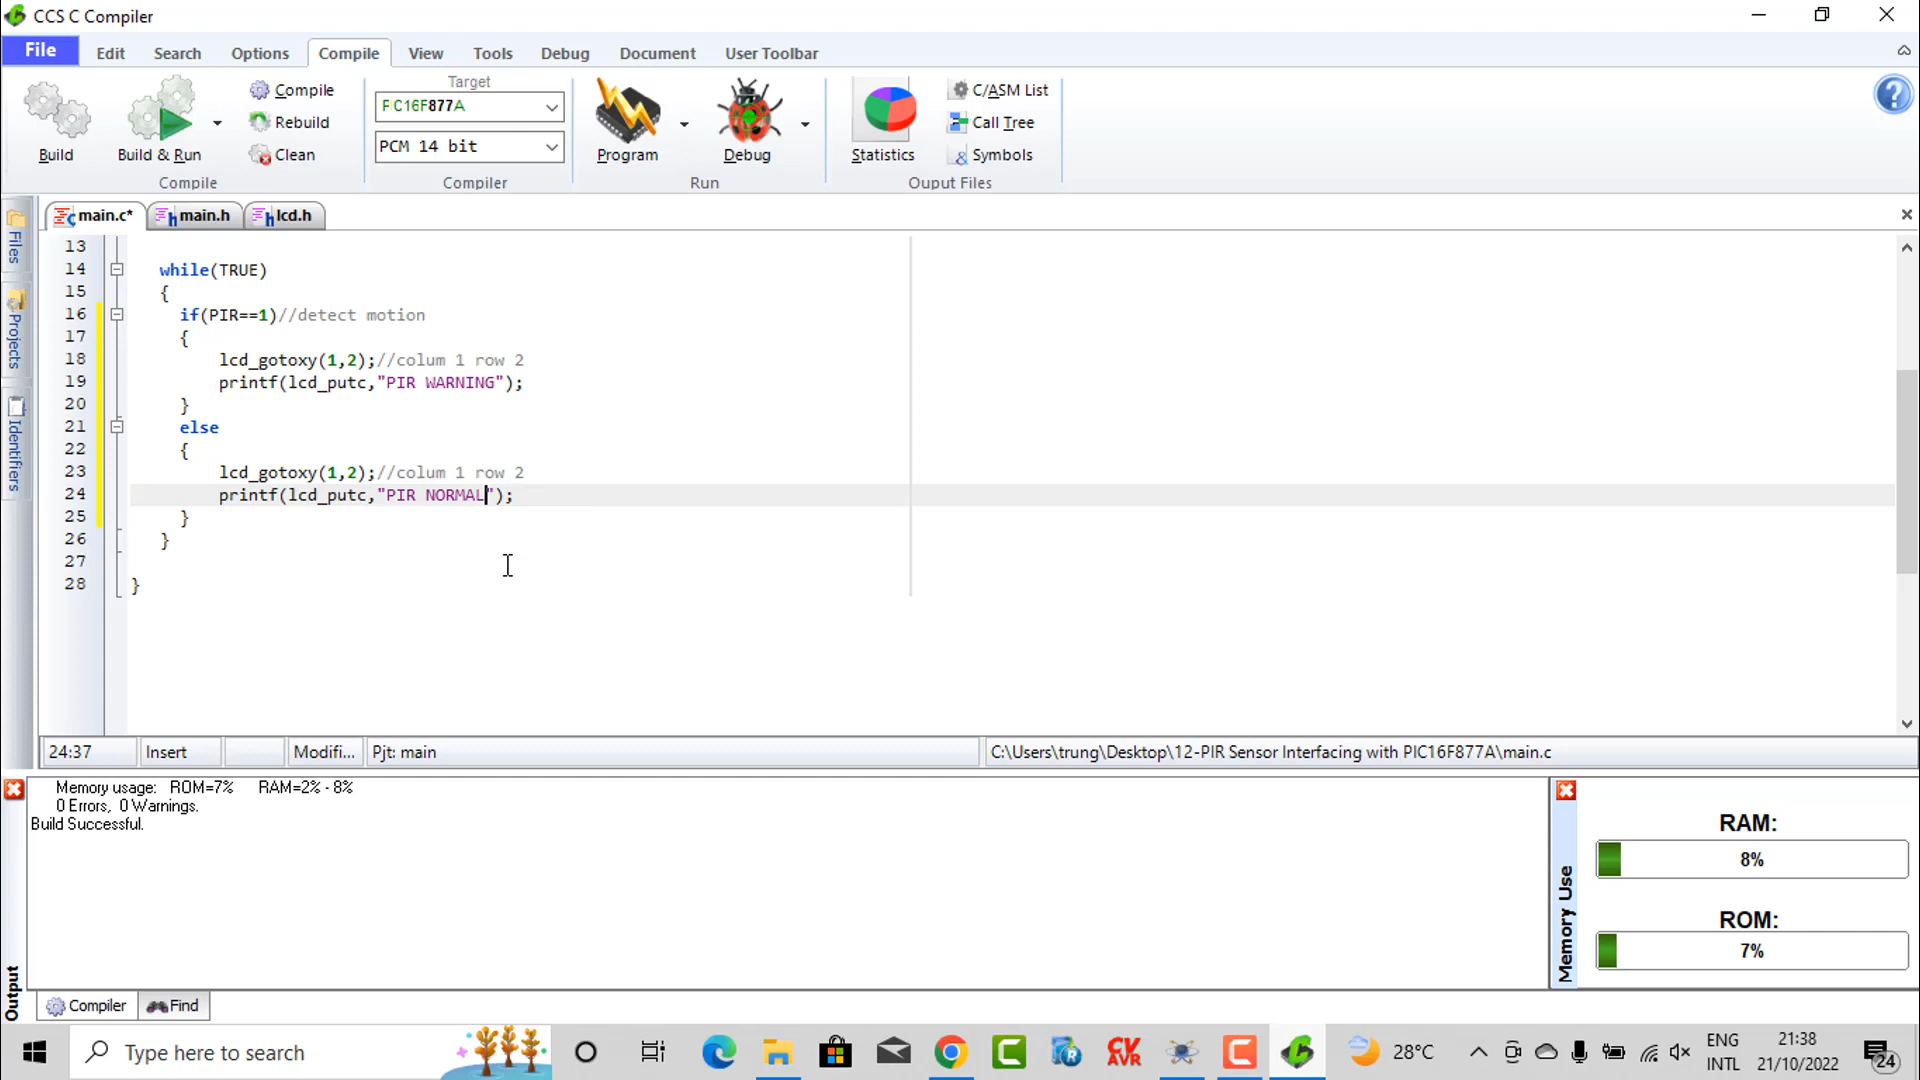 CCS C Compiler
File Edit Search Options Compile View Tools Debug Document User Toolbar
Build
Build & Run
Compile
Rebuild
Clean
Compile
Target
PIC16F877A
PCM 14 bit
Compiler
Program
Debug
Run
Statistics
C/ASM List
Call Tree
Symbols
Ouput Files
main.c* main.h lcd.h
Files
Projects
Identifiers
13
14 while(TRUE)
15 {
16 if(PIR==1)//detect motion
17 {
18 lcd_gotoxy(1,2);//colum 1 row 2
19 printf(lcd_putc,"PIR WARNING");
20 }
21 else
22 {
23 lcd_gotoxy(1,2);//colum 1 row 2
24 printf(lcd_putc,"PIR NORMAL");
25 }
26 }
27
28 }
24:37 Insert Modifi... Pjt: main C:\Users\trung\Desktop\12-PIR Sensor Interfacing with PIC16F877A\main.c
Memory usage: ROM=7% RAM=2% - 8%
0 Errors, 0 Warnings.
Build Successful.
Output
Compiler Find
Memory Use
RAM:
8%
ROM:
7%
Type here to search
CV
AVR
28°C
ENG
INTL
21:38
21/10/2022
24